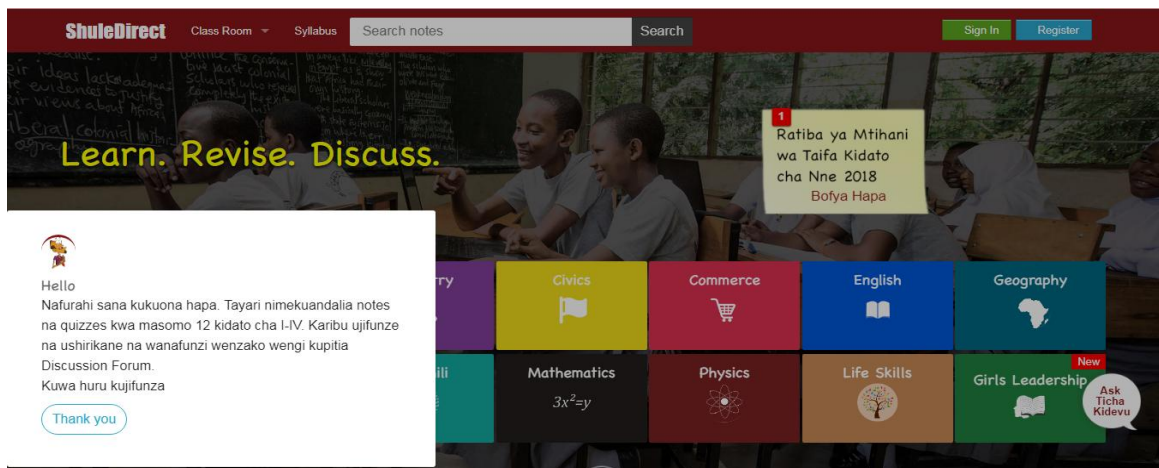 ShuleDirect Class Room Syllabus Search notes Search Sign In Register
Learn. Revise. Discuss.
1
Ratiba ya Mtihani
wa Taifa Kidato
cha Nne 2018
Bofya Hapa
Hello
Nafurahi sana kukuona hapa. Tayari nimekuandalia notes
na quizzes kwa masomo 12 kidato cha I-IV. Karibu ujifunze
na ushirikane na wanafunzi wenzako wengi kupitia
Discussion Forum.
Kuwa huru kujifunza
Thank you
Civics
Commerce
English
Geography
Mathematics
3x²=y
Physics
Life Skills
New
Girls Leadership
Ask
Ticha
Kidevu